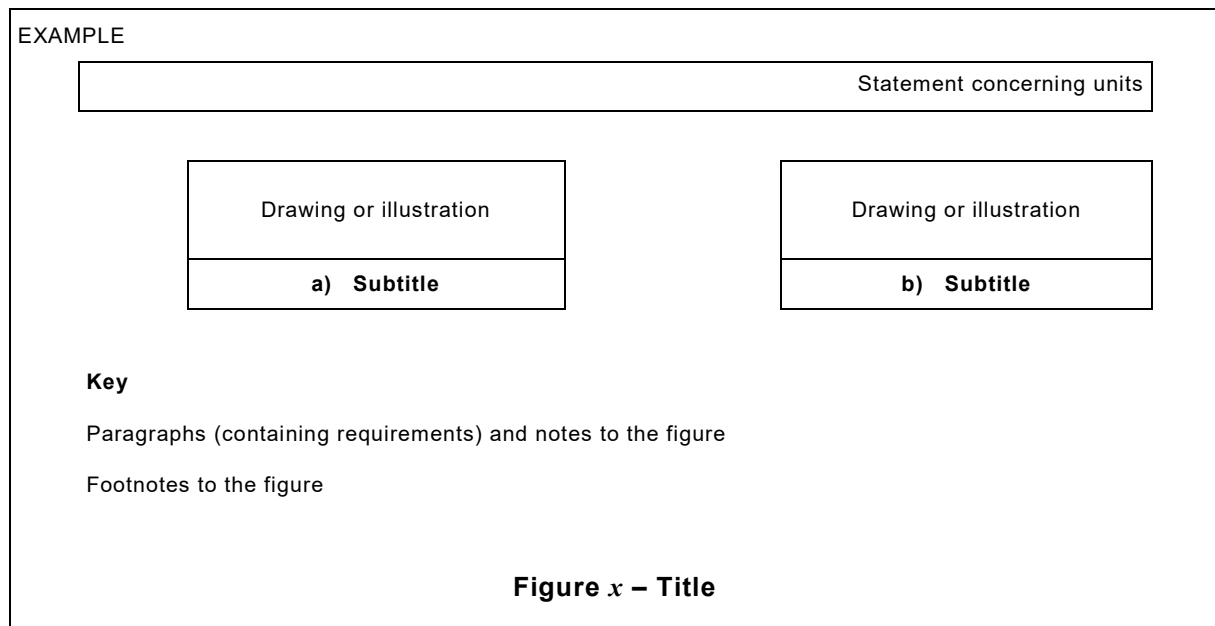 EXAMPLE
Statement concerning units
Drawing or illustration
Drawing or illustration
a) Subtitle
b) Subtitle
Key
Paragraphs (containing requirements) and notes to the figure
Footnotes to the figure
Figure x – Title